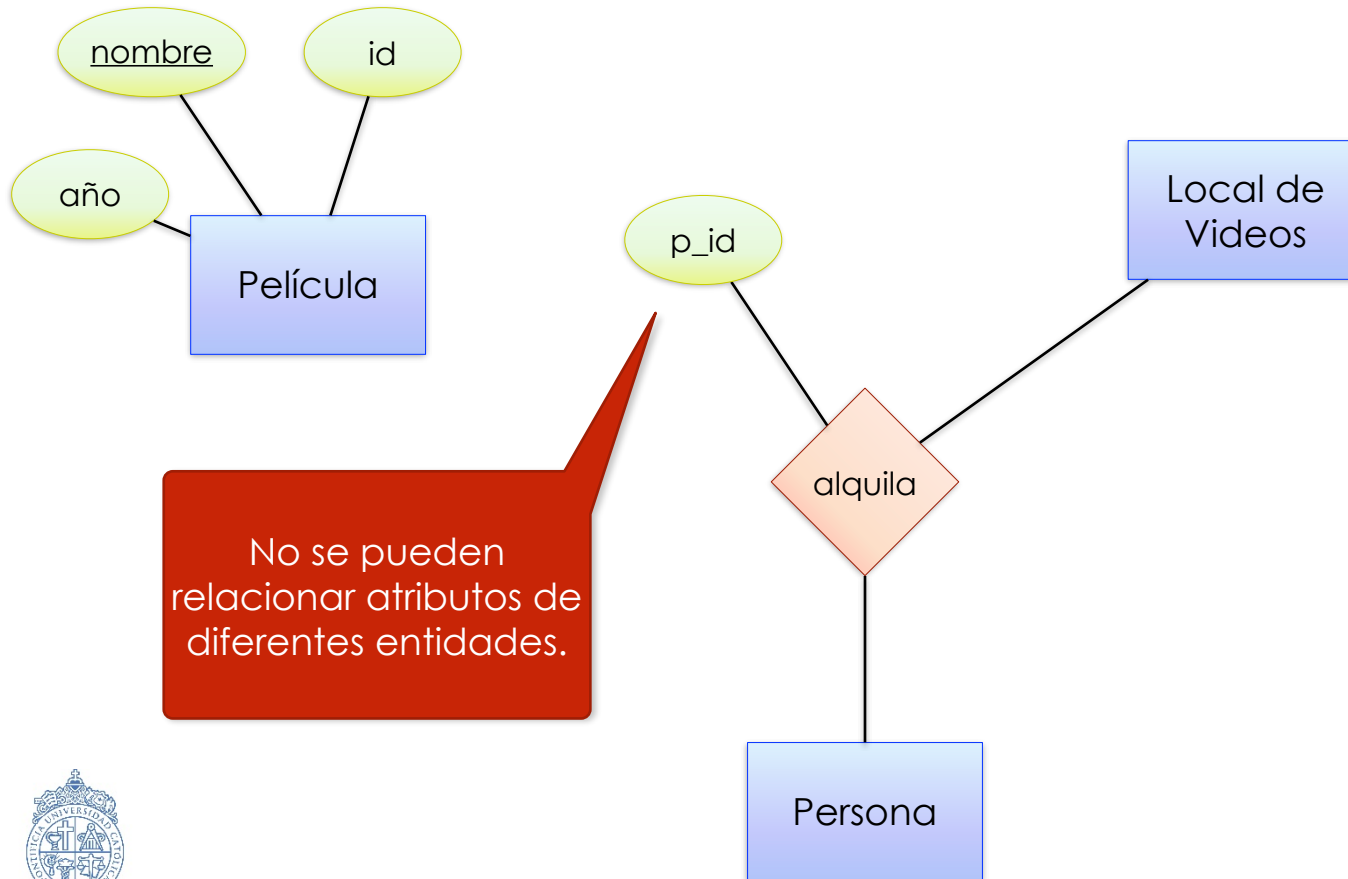 nombre
id
año
Película
p_id
Local de
Videos
alquila
No se pueden
relacionar atributos de
diferentes entidades.
Persona